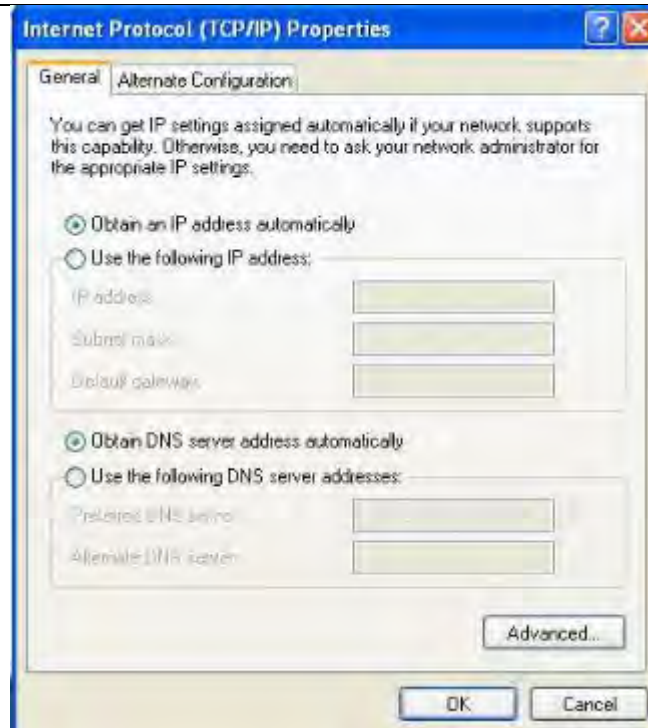 Internet Protocol (TCP/IP) Properties
General
Alternate Configuration
You can get IP settings assigned automatically if your network supports
this capability. Otherwise, you need to ask your network administrator for
the appropriate IP settings.
Obtain an IP address automatically
Use the following IP address:
IP address
Subnet mask
Default gateway
Obtain DNS server address automatically
Use the following DNS server addresses:
Preferred DNS server
Alternate DNS server
Advanced...
OK
Cancel